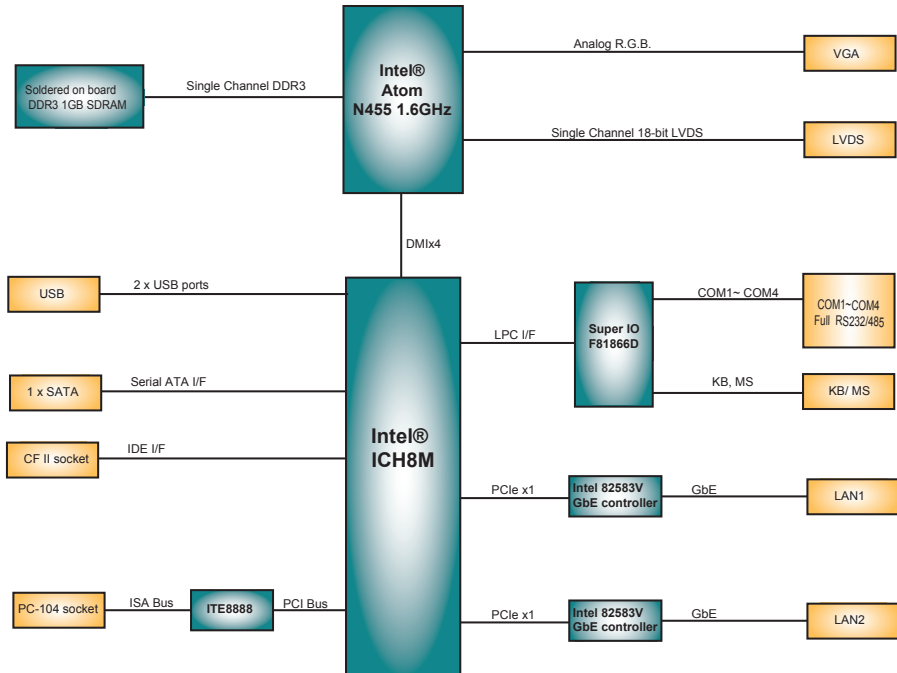 Analog R.G.B.
VGA
Intel®
Atom
N455 1.6GHz
Soldered on board
DDR3 1GB SDRAM
Single Channel DDR3
Single Channel 18-bit LVDS
LVDS
DMIx4
USB
2 x USB ports
COM1~ COM4
COM1~COM4
Full RS232/485
LPC I/F
Super IO
F81866D
1 x SATA
Serial ATA I/F
KB, MS
KB/ MS
CF II socket
IDE I/F
Intel®
ICH8M
PCIe x1
Intel 82583V
GbE controller
GbE
LAN1
PC-104 socket
ISA Bus
ITE8888
PCI Bus
PCIe x1
Intel 82583V
GbE controller
GbE
LAN2